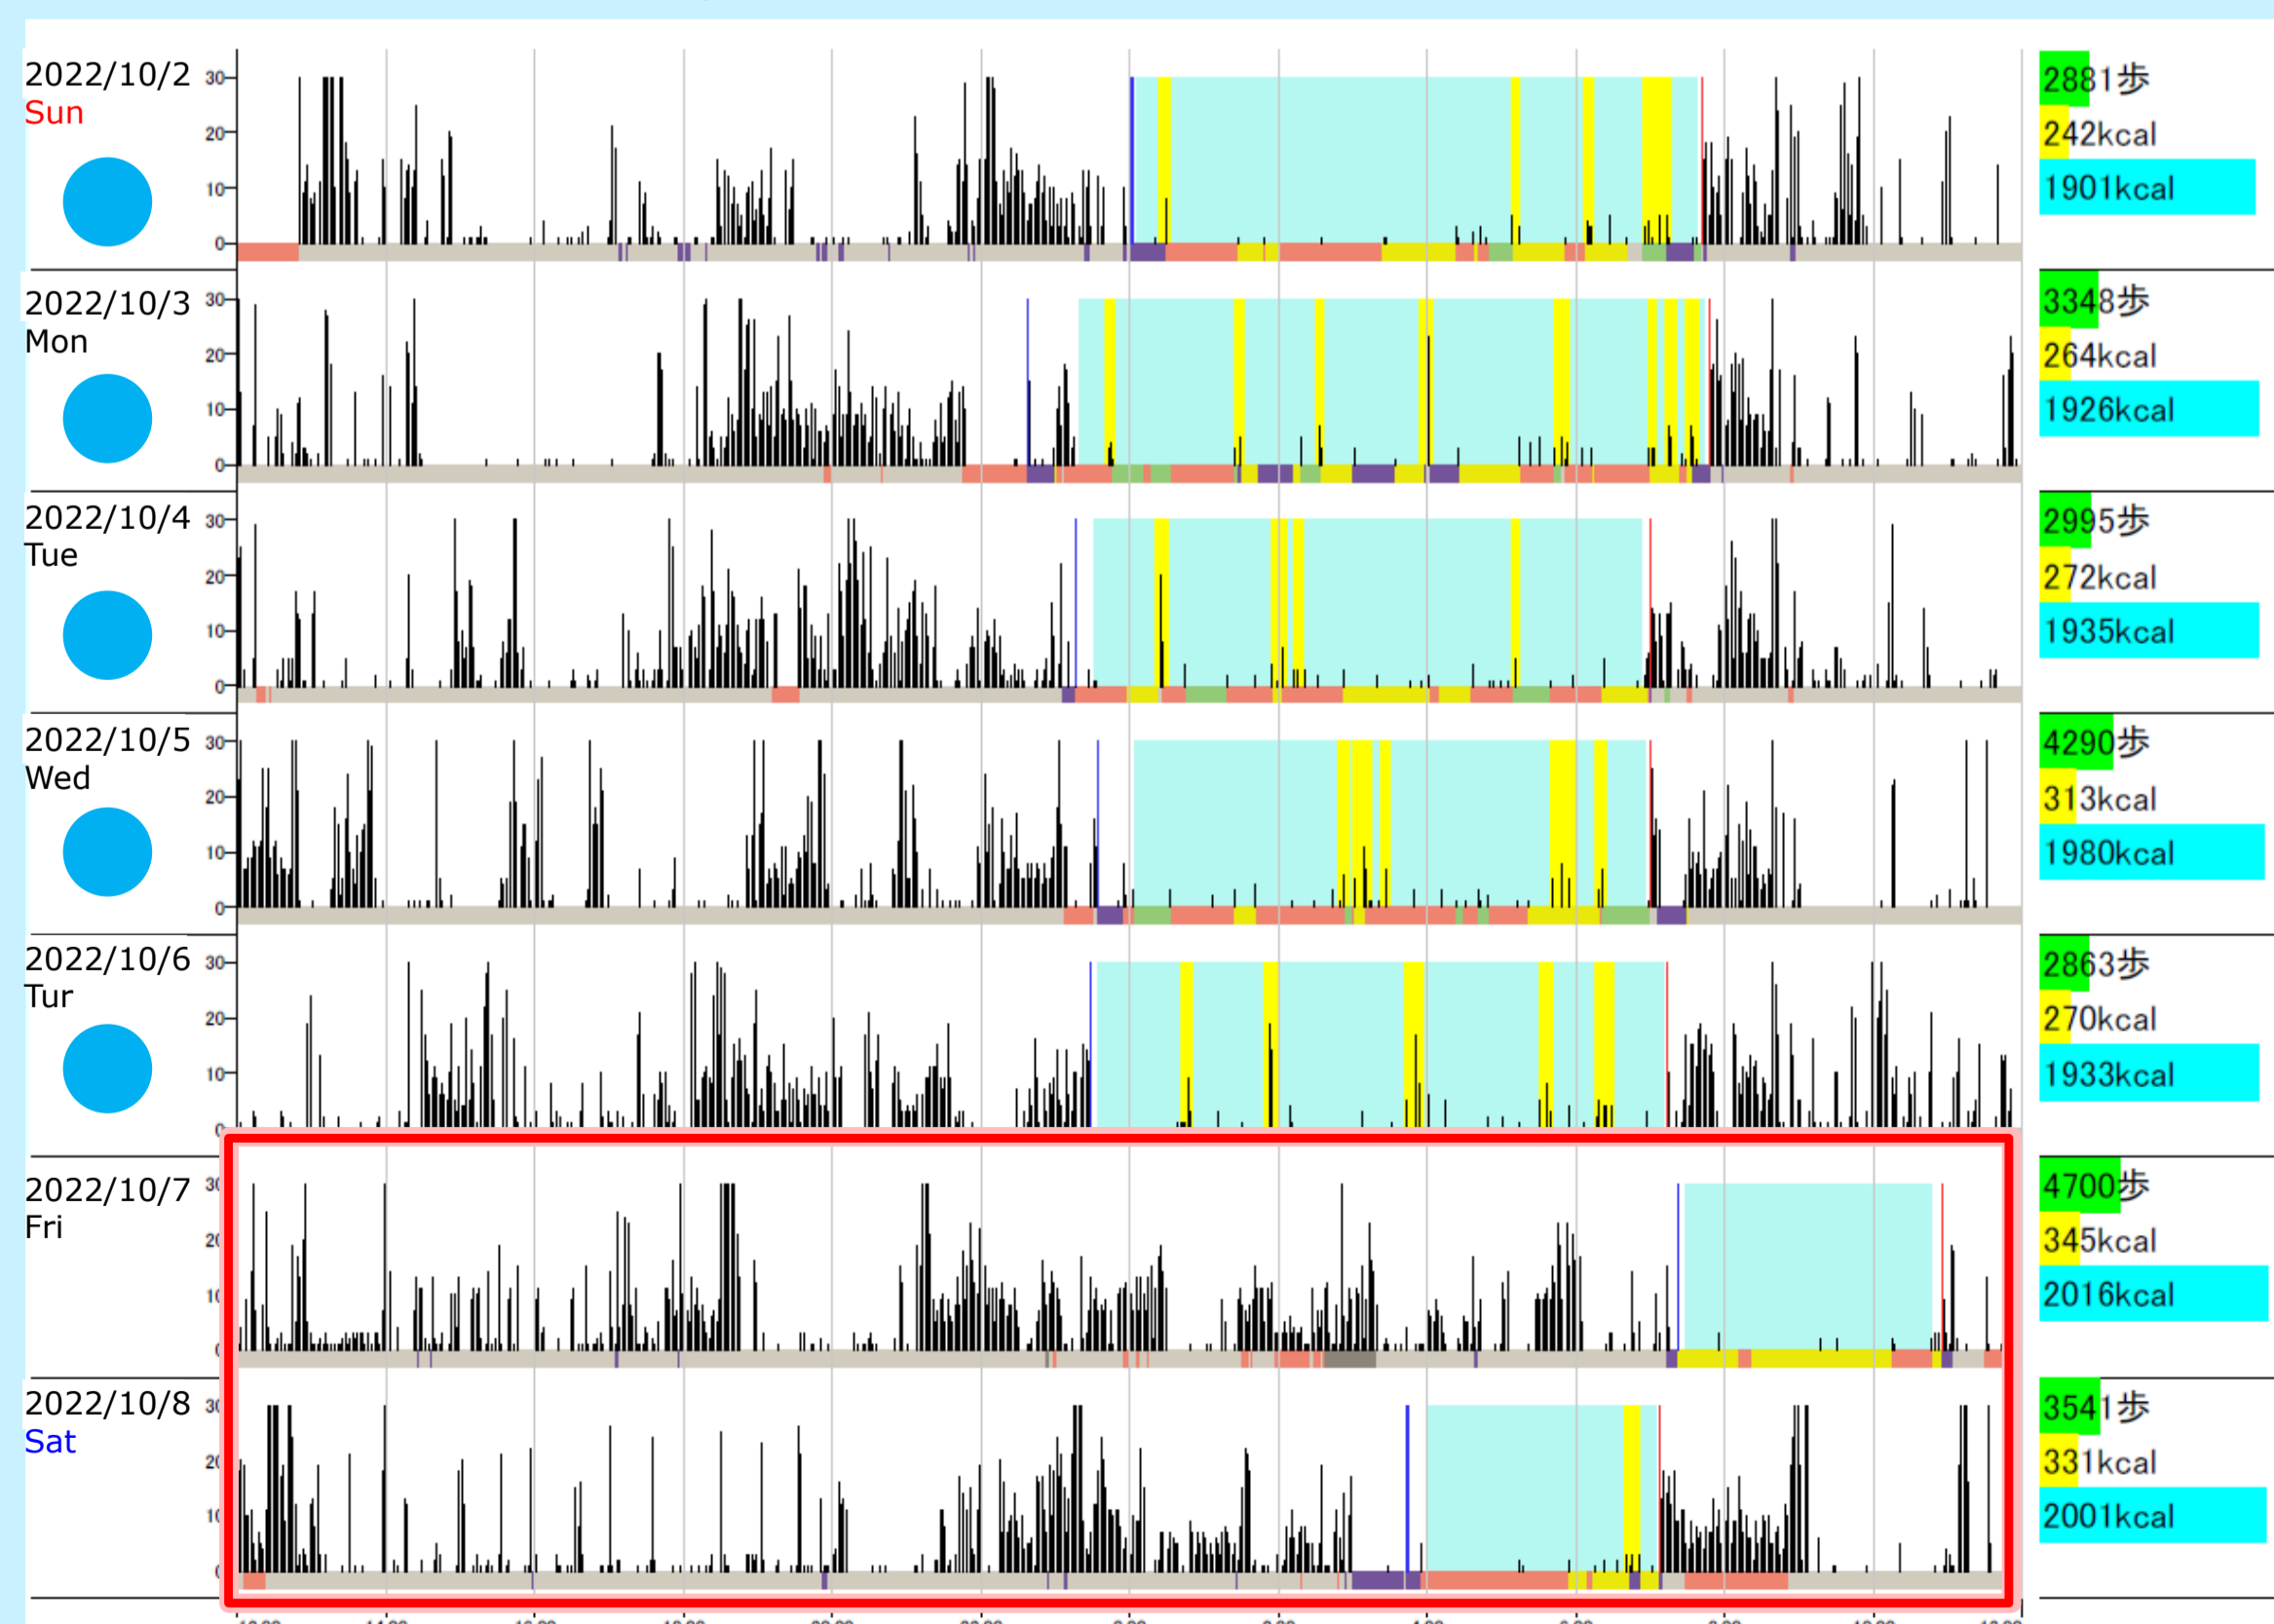 2022/10/2
Sun
30
20
10
0
2881歩
242kcal
1901kcal
2022/10/3
Mon
30
20
10
0
3348歩
264kcal
1926kcal
2022/10/4
Tue
30
20
10
0
2995歩
272kcal
1935kcal
2022/10/5
Wed
30
20
10
0
4290歩
313kcal
1980kcal
2022/10/6
Tur
30
20
10
0
2863歩
270kcal
1933kcal
2022/10/7
Fri
4700歩
345kcal
2016kcal
2022/10/8
Sat
3541歩
331kcal
2001kcal